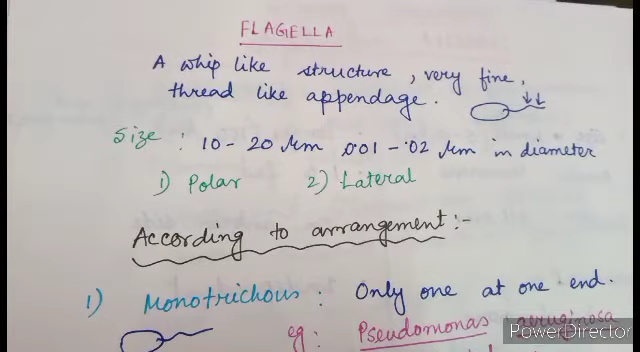 FLAGELLA
A whip like structure, very fine,
thread like appendage.
Size : 10 - 20 μm .001 - .02 μm in diameter
1) Polar 2) Lateral
According to arrangement :-
1) Monotrichous : Only one at one end.
eg: Pseudomonas aeruginosa
PowerDirector